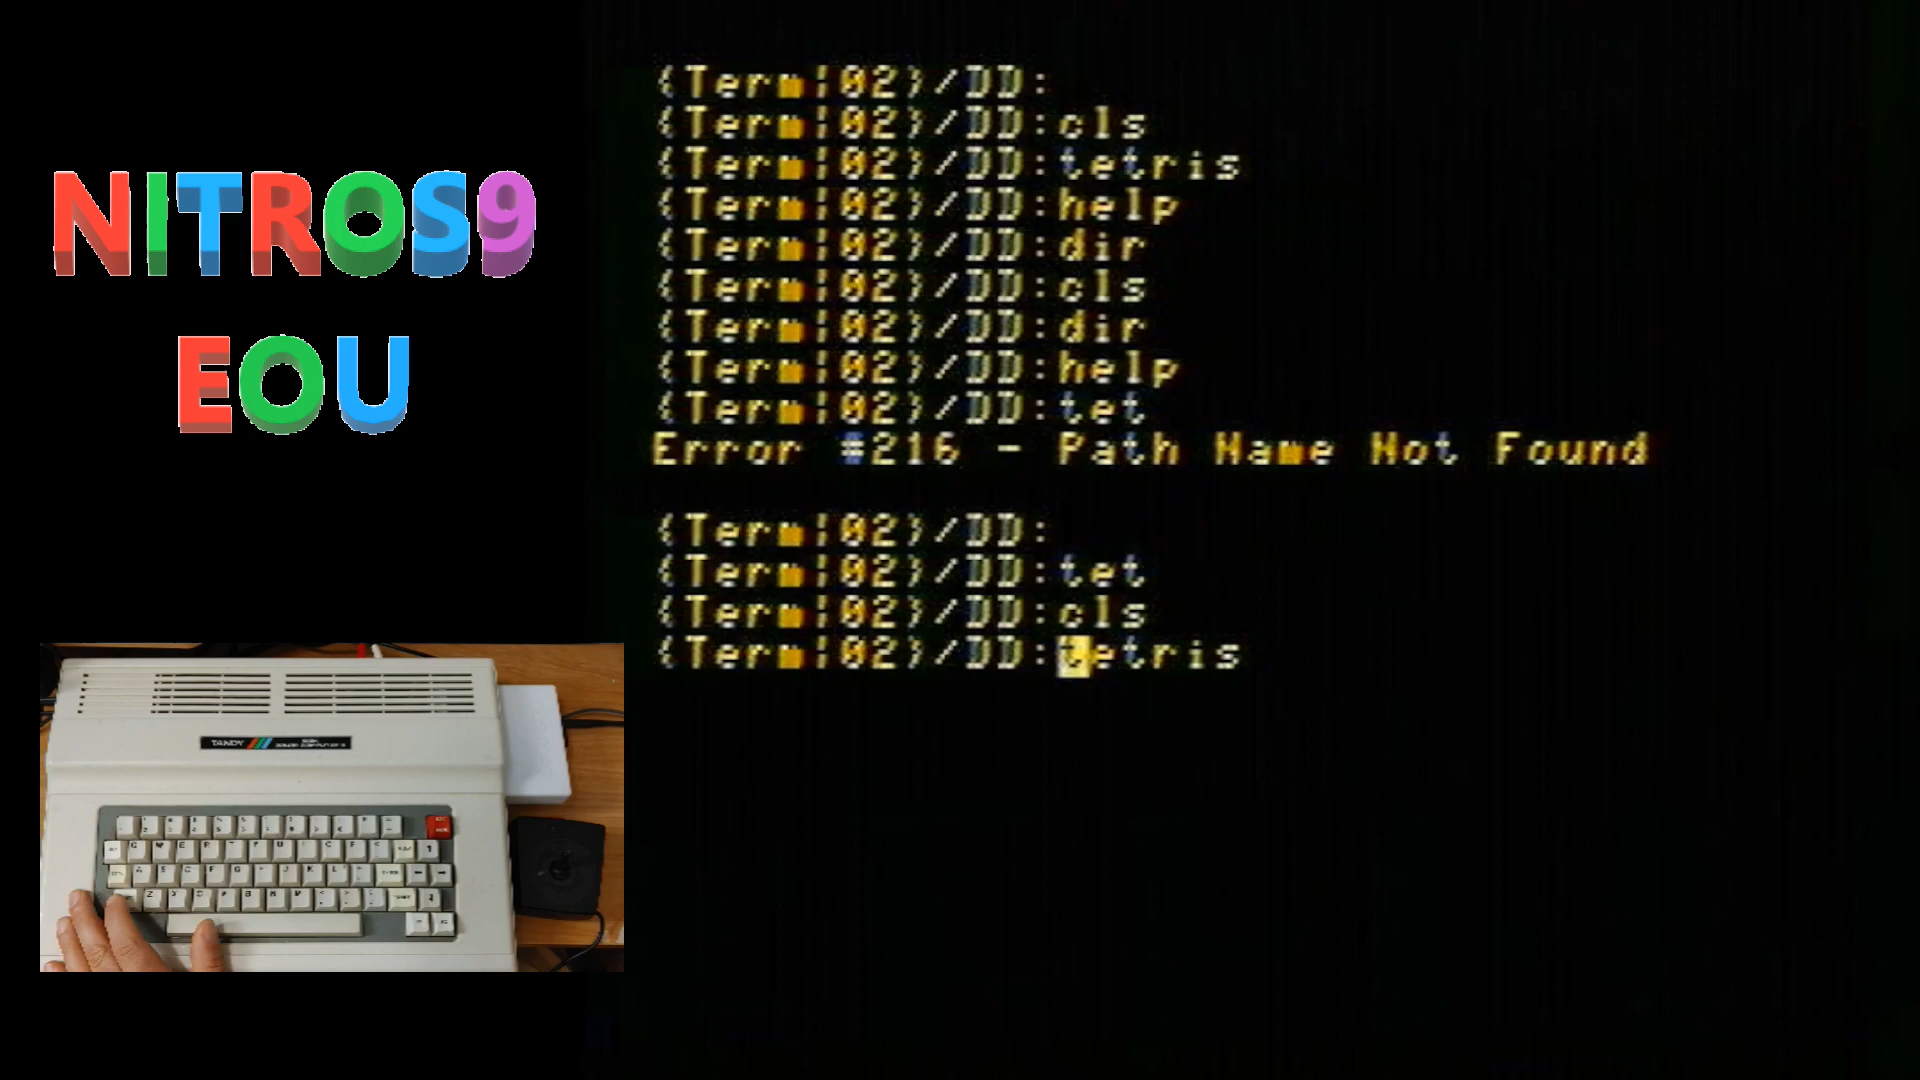 NITROS9
EOU
{Term|02}/DD:
{Term|02}/DD:cls
{Term|02}/DD:tetris
{Term|02}/DD:help
{Term|02}/DD:dir
{Term|02}/DD:cls
{Term|02}/DD:dir
{Term|02}/DD:help
{Term|02}/DD:tet
Error #216 - Path Name Not Found
{Term|02}/DD:
{Term|02}/DD:tet
{Term|02}/DD:cls
{Term|02}/DD:tetris
TANDY